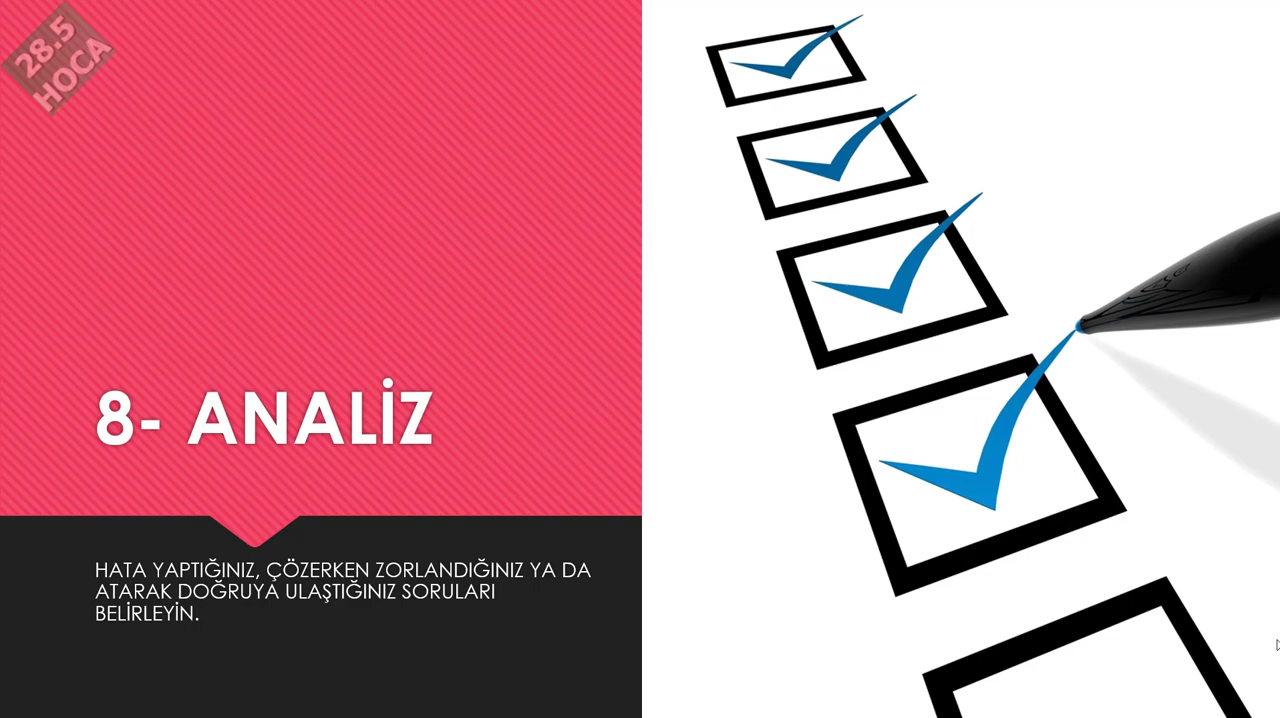 28.5
HOCA
8- ANALİZ
HATA YAPTIĞINIZ, ÇÖZERKEN ZORLANDIĞINIZ YA DA
ATARAK DOĞRUYA ULAŞTIĞINIZ SORULARI
BELİRLEYİN.